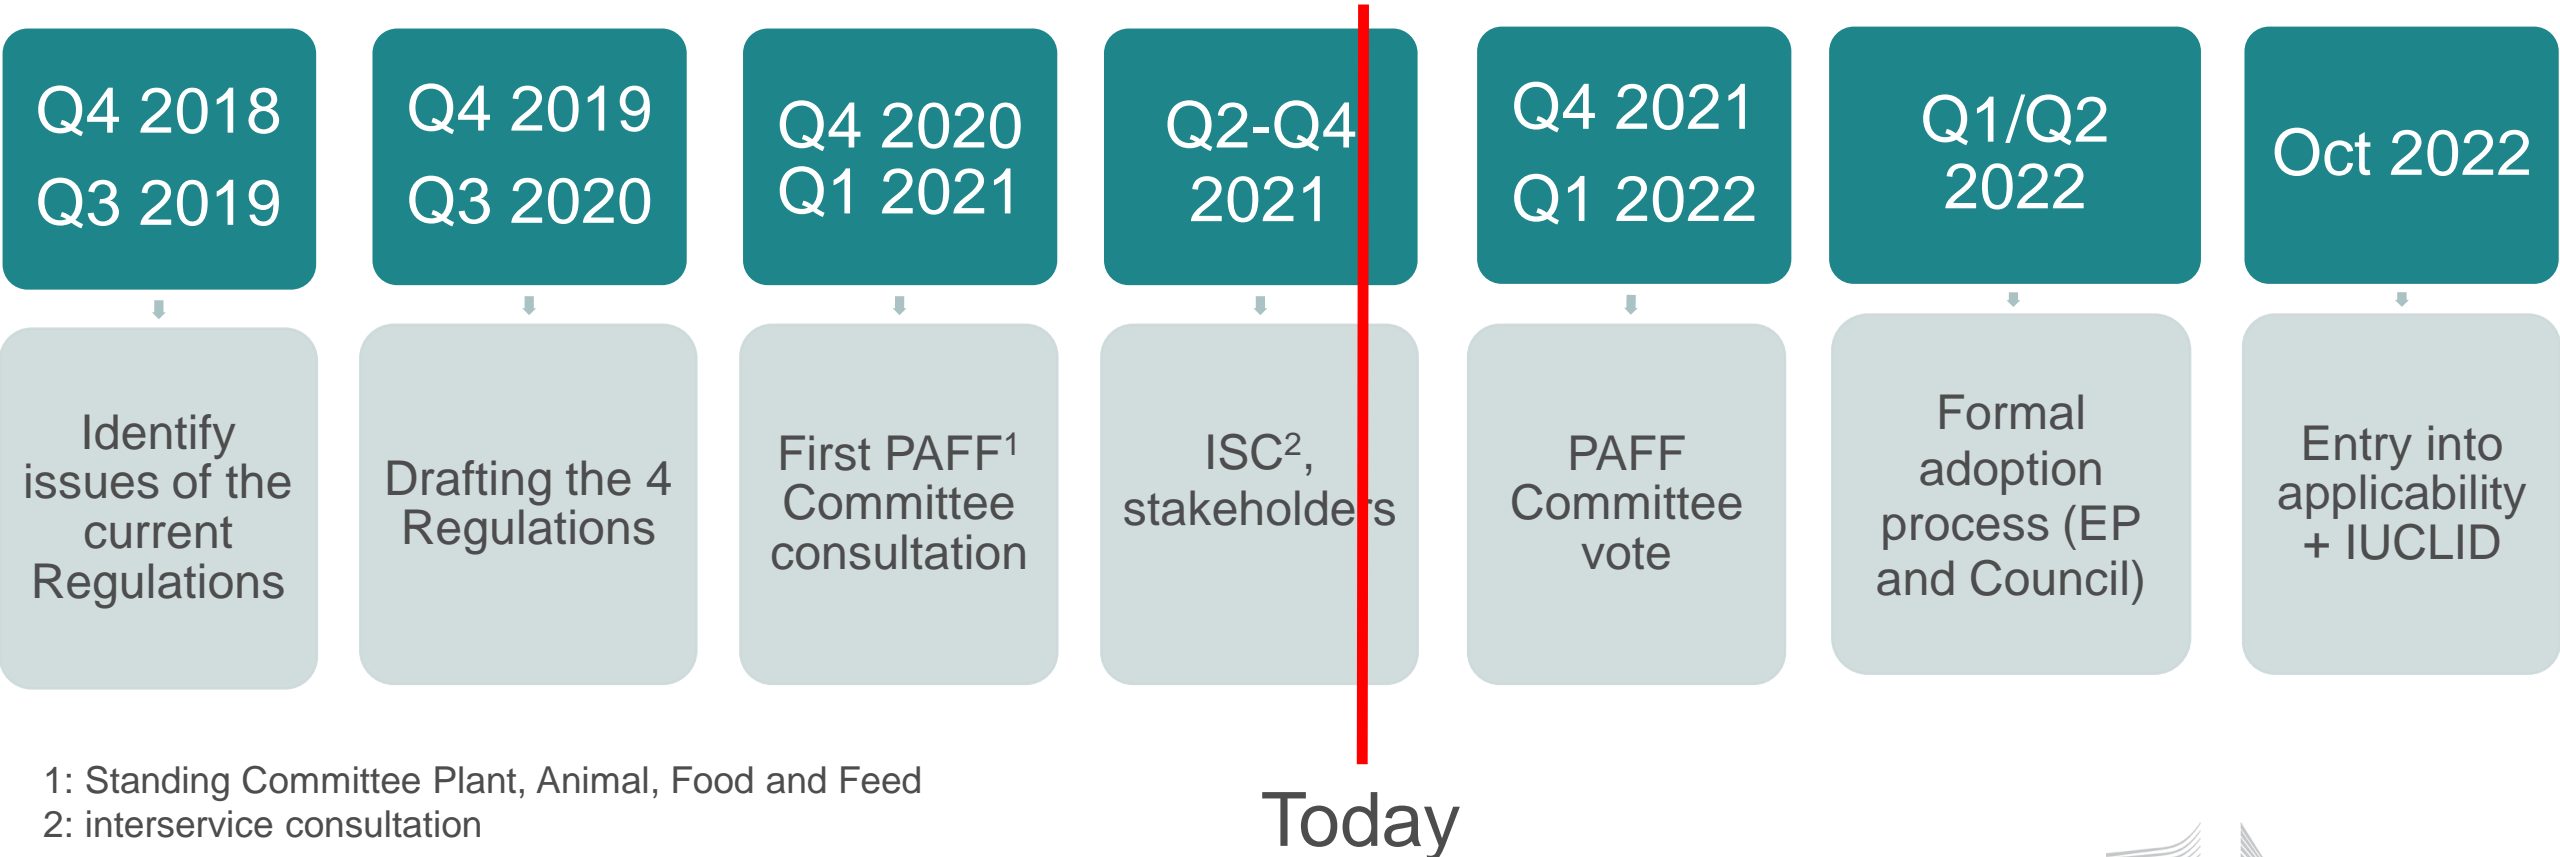 Q4 2018
Q3 2019
Q4 2019
Q3 2020
Q4 2020
Q1 2021
Q2-Q4
2021
Q4 2021
Q1 2022
Q1/Q2
2022
Oct 2022
Identify
issues of the
current
Regulations
Drafting the 4
Regulations
First PAFF¹
Committee
consultation
ISC²,
stakeholders
PAFF
Committee
vote
Formal
adoption
process (EP
and Council)
Entry into
applicability
+ IUCLID
1: Standing Committee Plant, Animal, Food and Feed
2: interservice consultation
Today